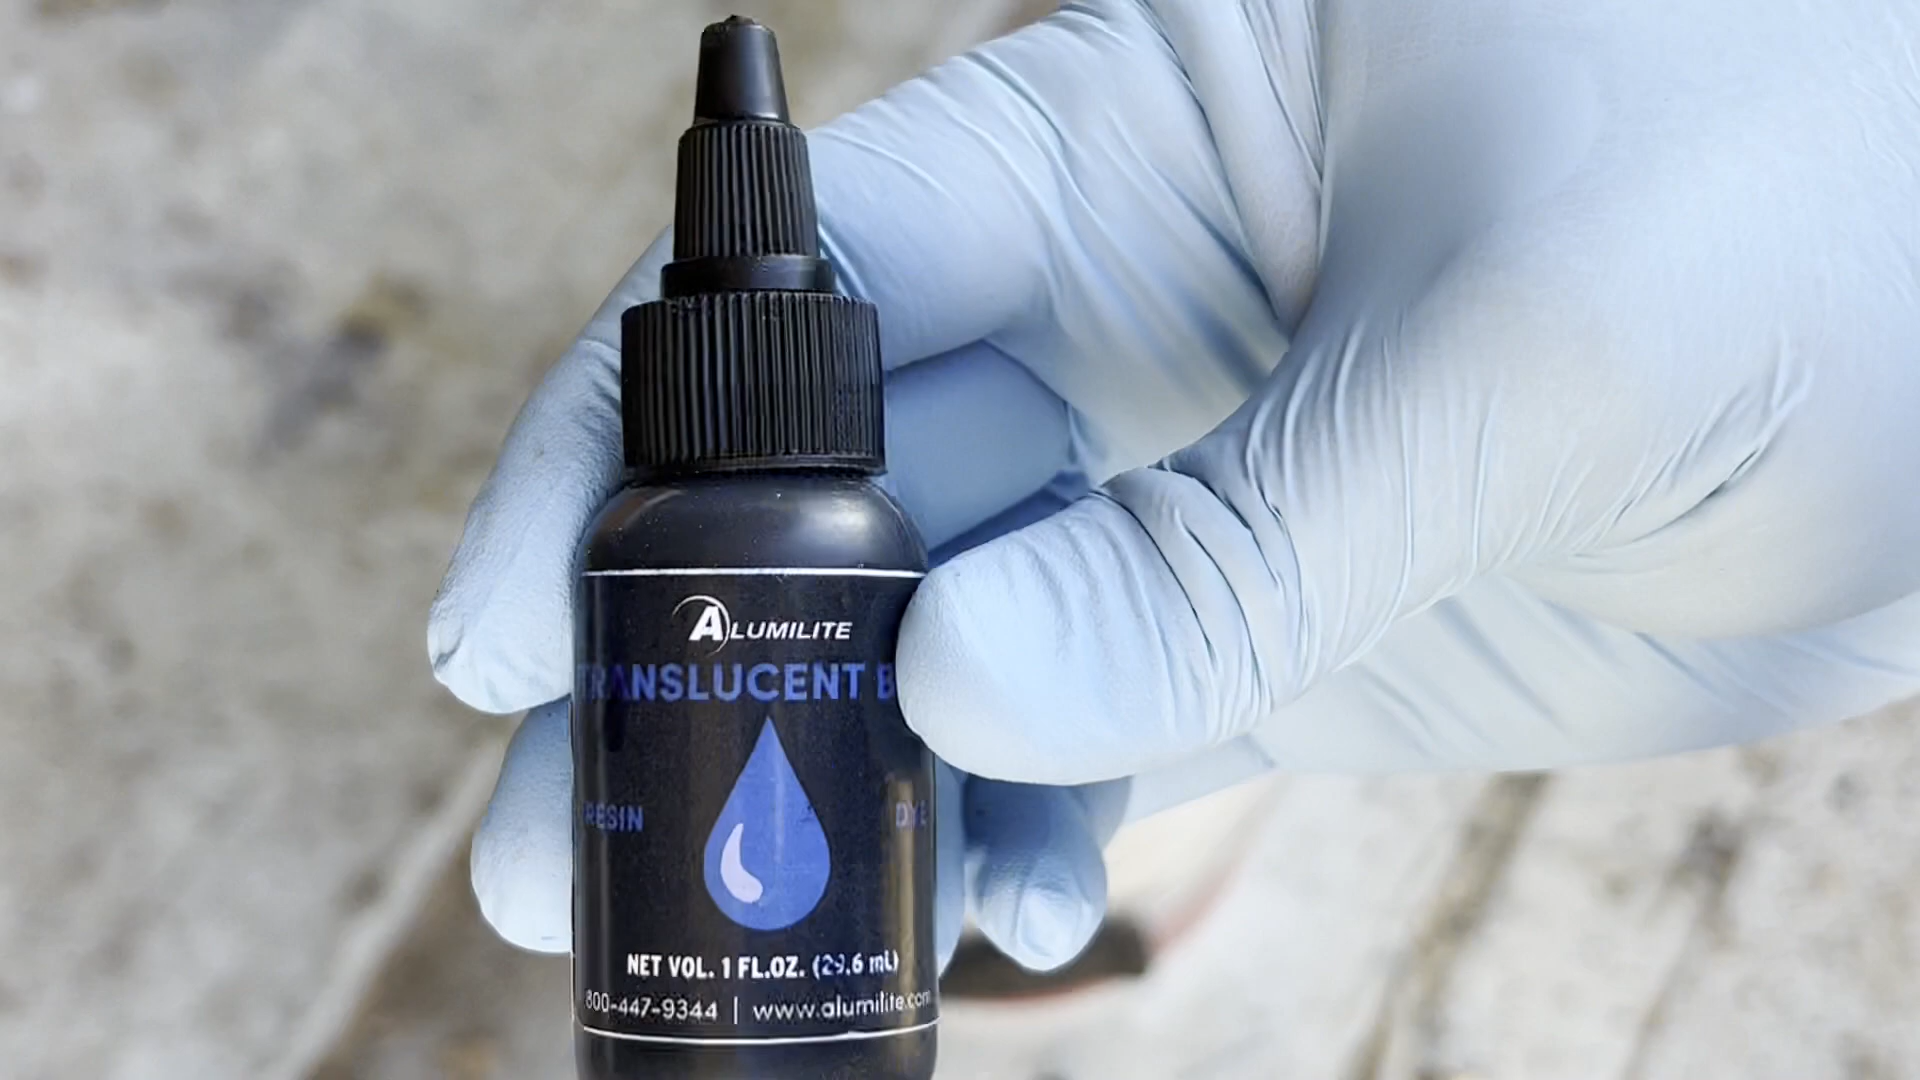 ALUMILITE
TRANSLUCENT B
RESIN
DYE
NET VOL. 1 FL.OZ. (29.6 mL)
800-447-9344 | www.alumilite.com